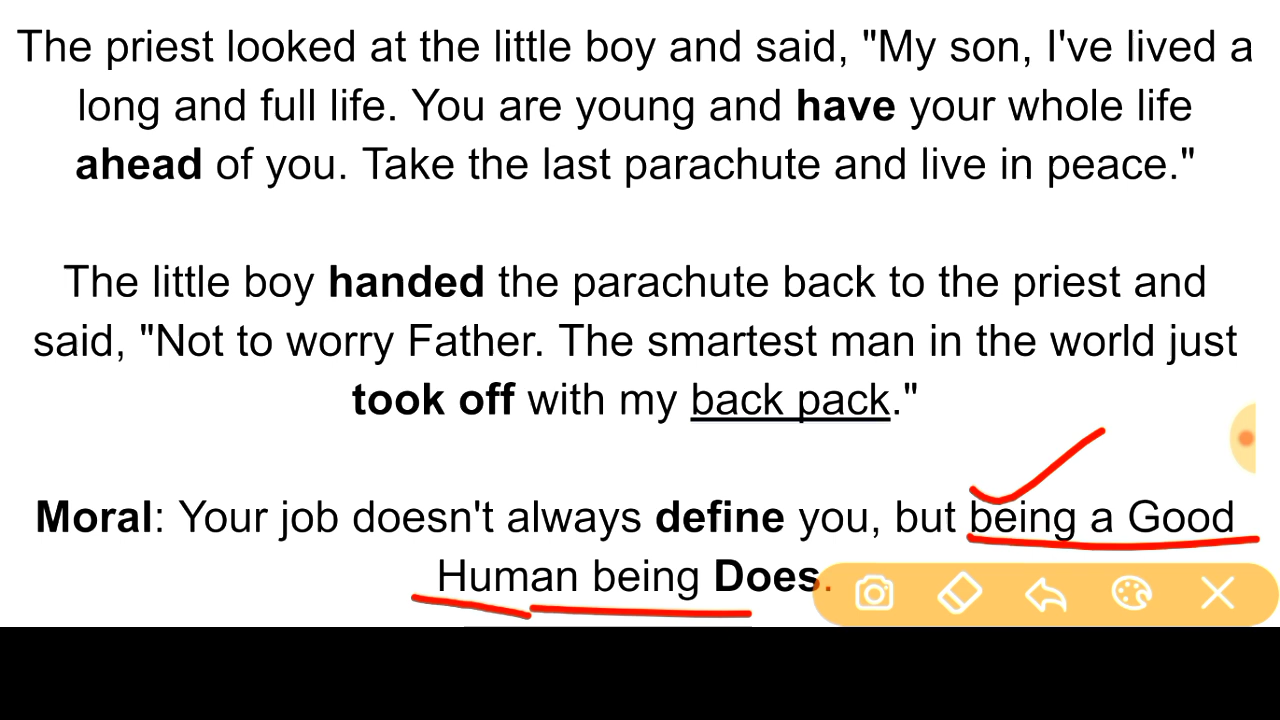 The priest looked at the little boy and said, "My son, I've lived a
long and full life. You are young and have your whole life
ahead of you. Take the last parachute and live in peace."
The little boy handed the parachute back to the priest and
said, "Not to worry Father. The smartest man in the world just
took off with my back pack."
Moral: Your job doesn't always define you, but being a Good
Human being Does.